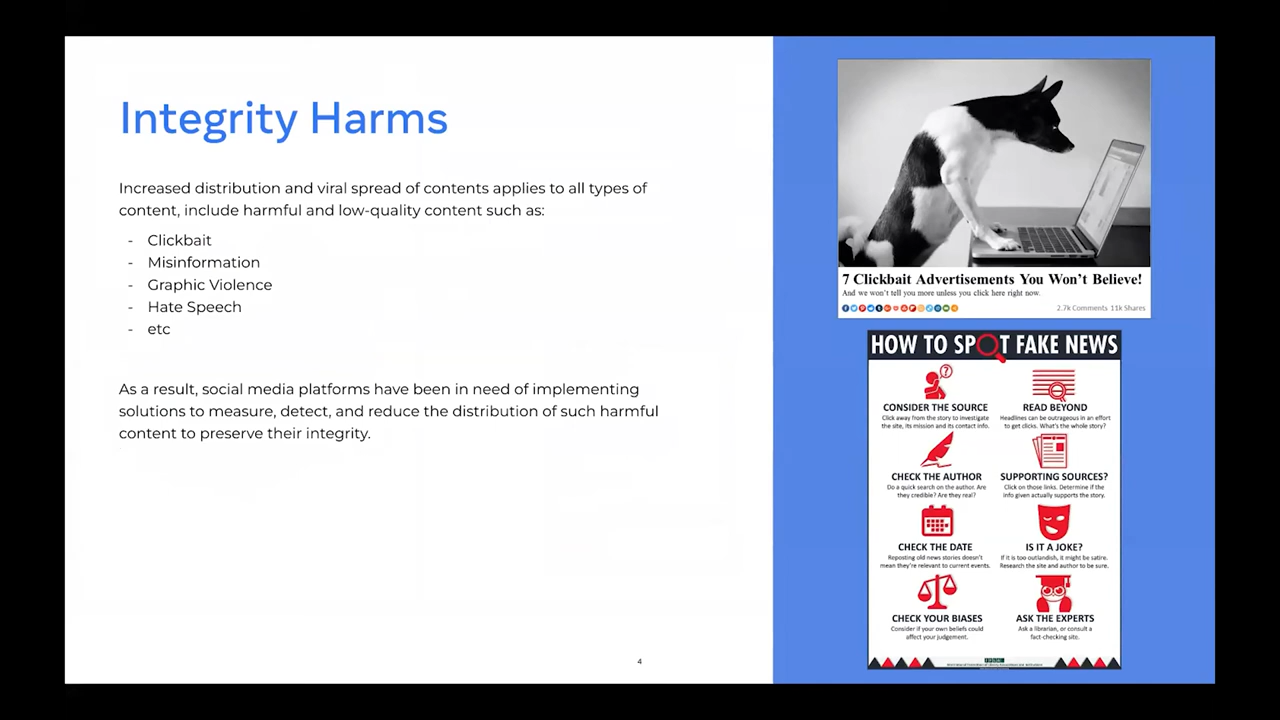 Integrity Harms
Increased distribution and viral spread of contents applies to all types of
content, include harmful and low-quality content such as:
- Clickbait
- Misinformation
- Graphic Violence
- Hate Speech
- etc
As a result, social media platforms have been in need of implementing
solutions to measure, detect, and reduce the distribution of such harmful
content to preserve their integrity.
4
7 Clickbait Advertisements You Won't Believe!
And we won't tell you more unless you click here right now.
2.7k Comments 11k Shares
HOW TO SPOT FAKE NEWS
CONSIDER THE SOURCE
Click away from the story to investigate
the site, its mission and its contact info.
READ BEYOND
Headlines can be outrageous in an effort
to get clicks. What's the whole story?
CHECK THE AUTHOR
Do a quick search on the author. Are
they credible? Are they real?
SUPPORTING SOURCES?
Click on those links. Determine if the
info given actually supports the story.
CHECK THE DATE
Reposting old news stories doesn't
mean they're relevant to current events.
IS IT A JOKE?
If it is too outlandish, it might be satire.
Research the site and author to be sure.
CHECK YOUR BIASES
Consider if your own beliefs could
affect your judgement.
ASK THE EXPERTS
Ask a librarian, or consult a
fact-checking site.